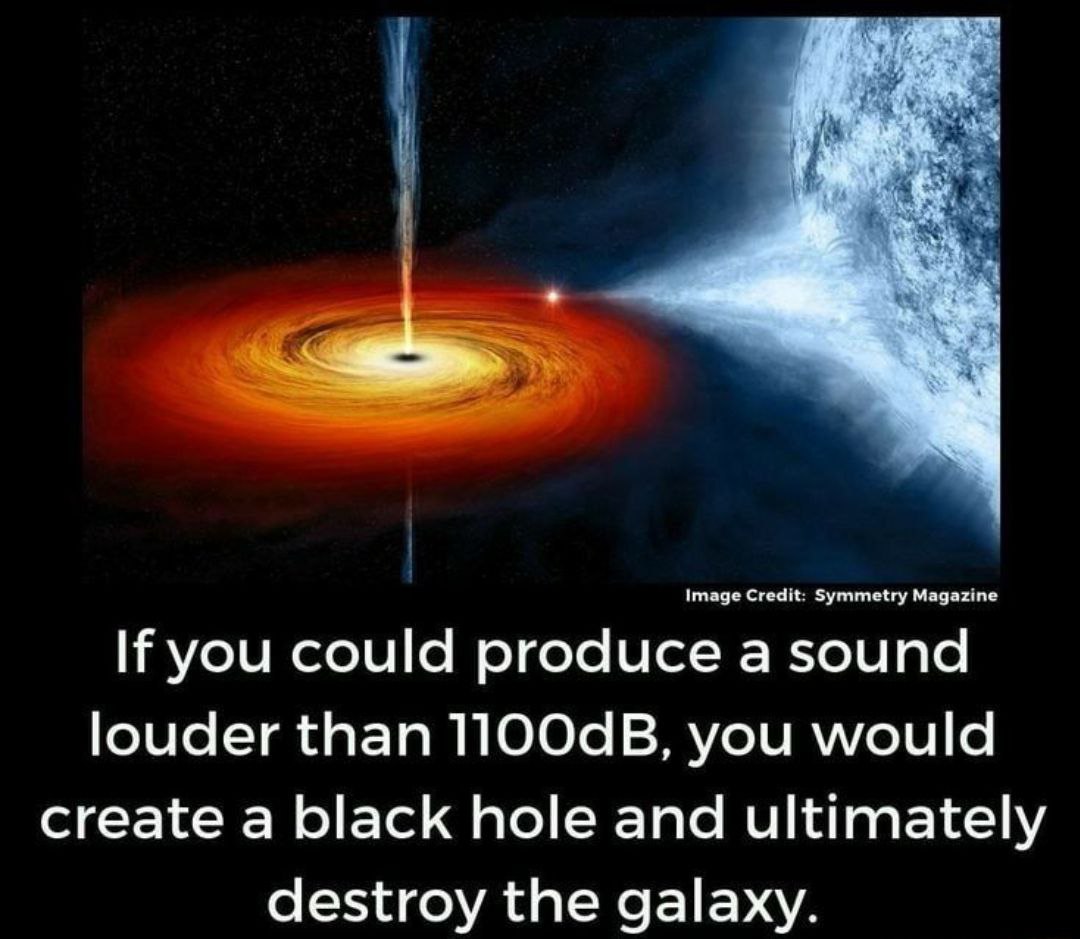 Image Credit: Symmetry Magazine
If you could produce a sound
louder than 1100dB, you would
create a black hole and ultimately
destroy the galaxy.